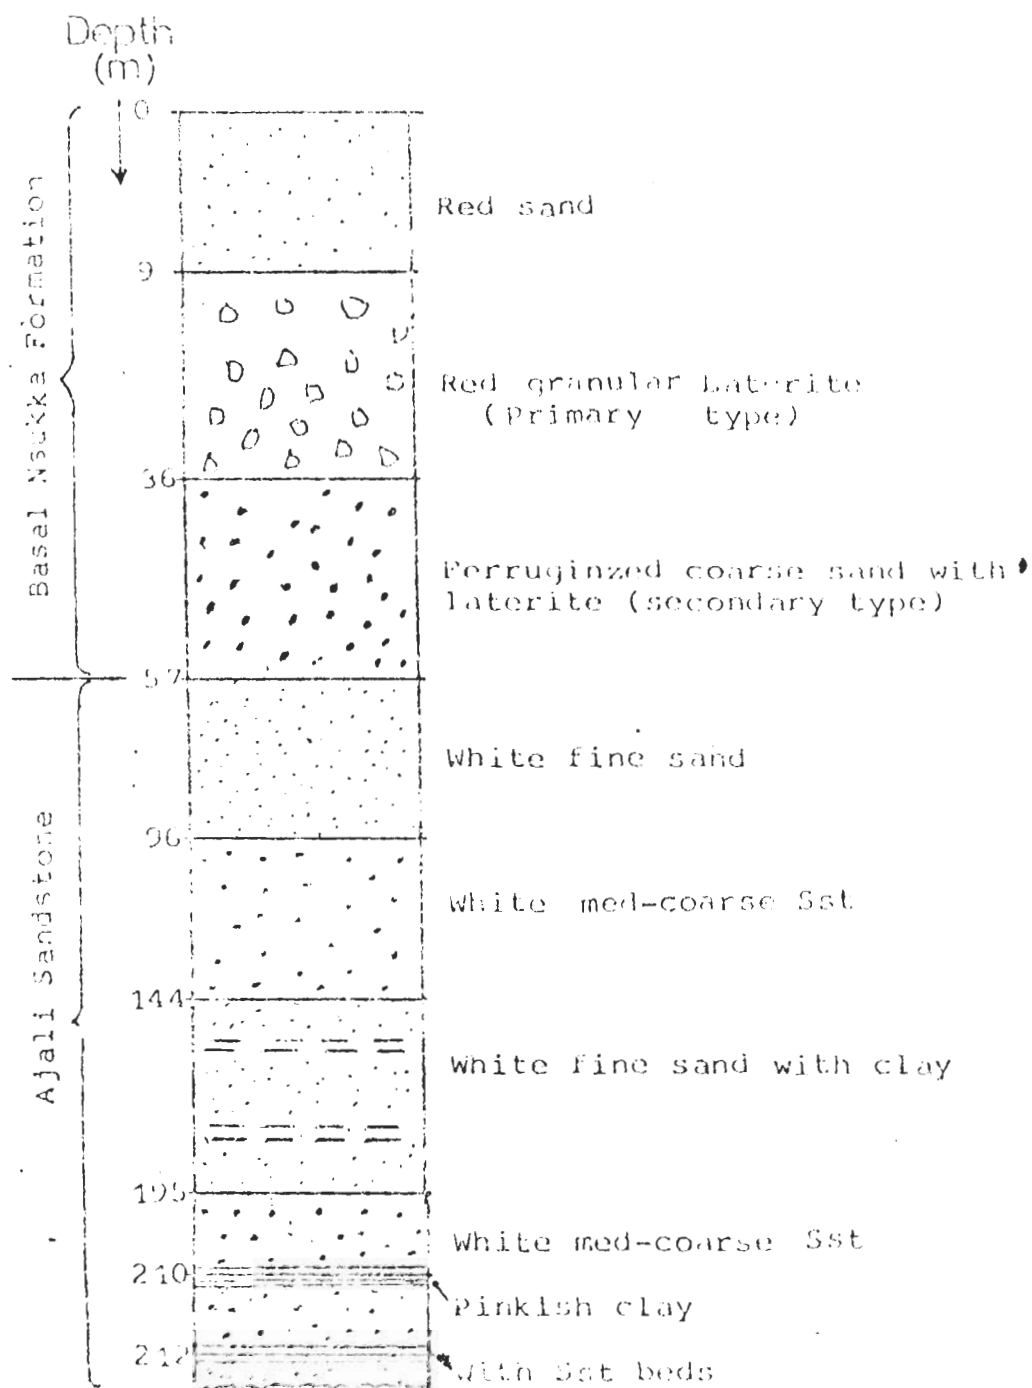 Depth
(m)
0
Red sand
9
Red granular Laterite
(Primary type)
36
Ferruginzed coarse sand with
laterite (secondary type)
Basal Nsukka Formation
57
White fine sand
96
White med-coarse Sst
144
White fine sand with clay
195
White med-coarse Sst
210
Pinkish clay
212
With Sst beds
Ajali Sandstone